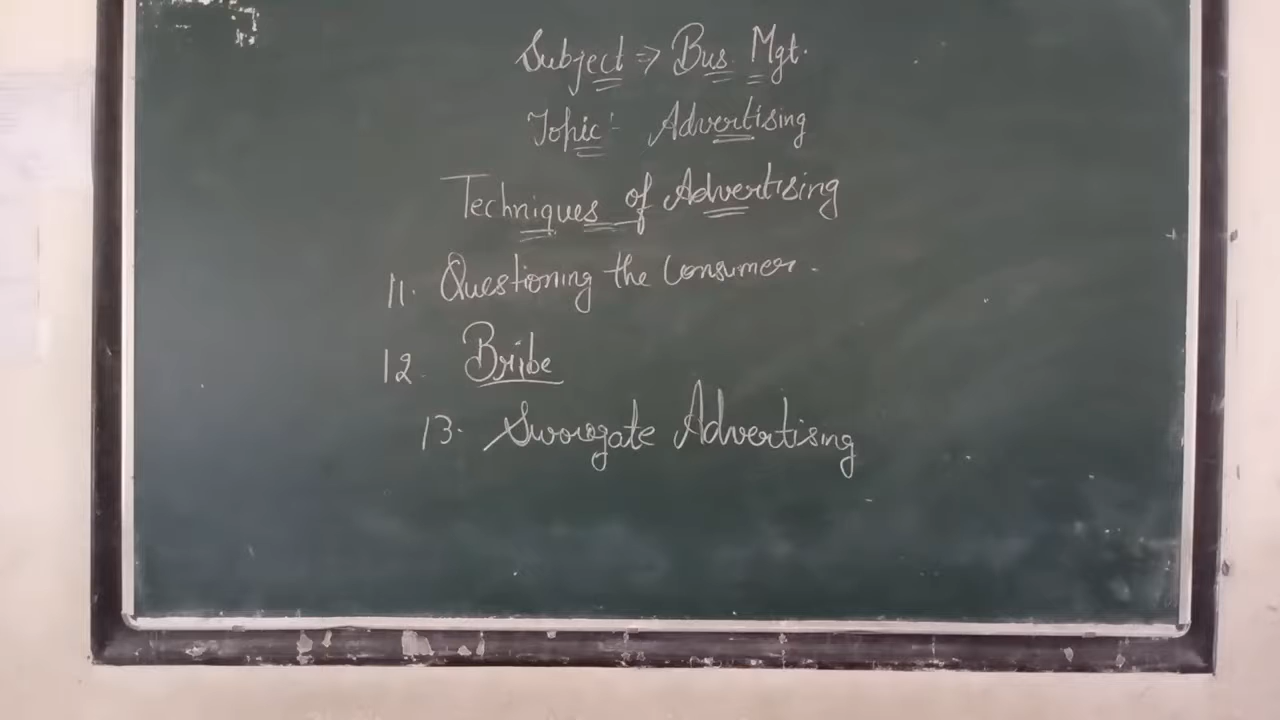 Subject => Bus. Mgt.
Topic:- Advertising
Techniques of Advertising
11. Questioning the Consumer.
12. Bribe
13. Surrogate Advertising